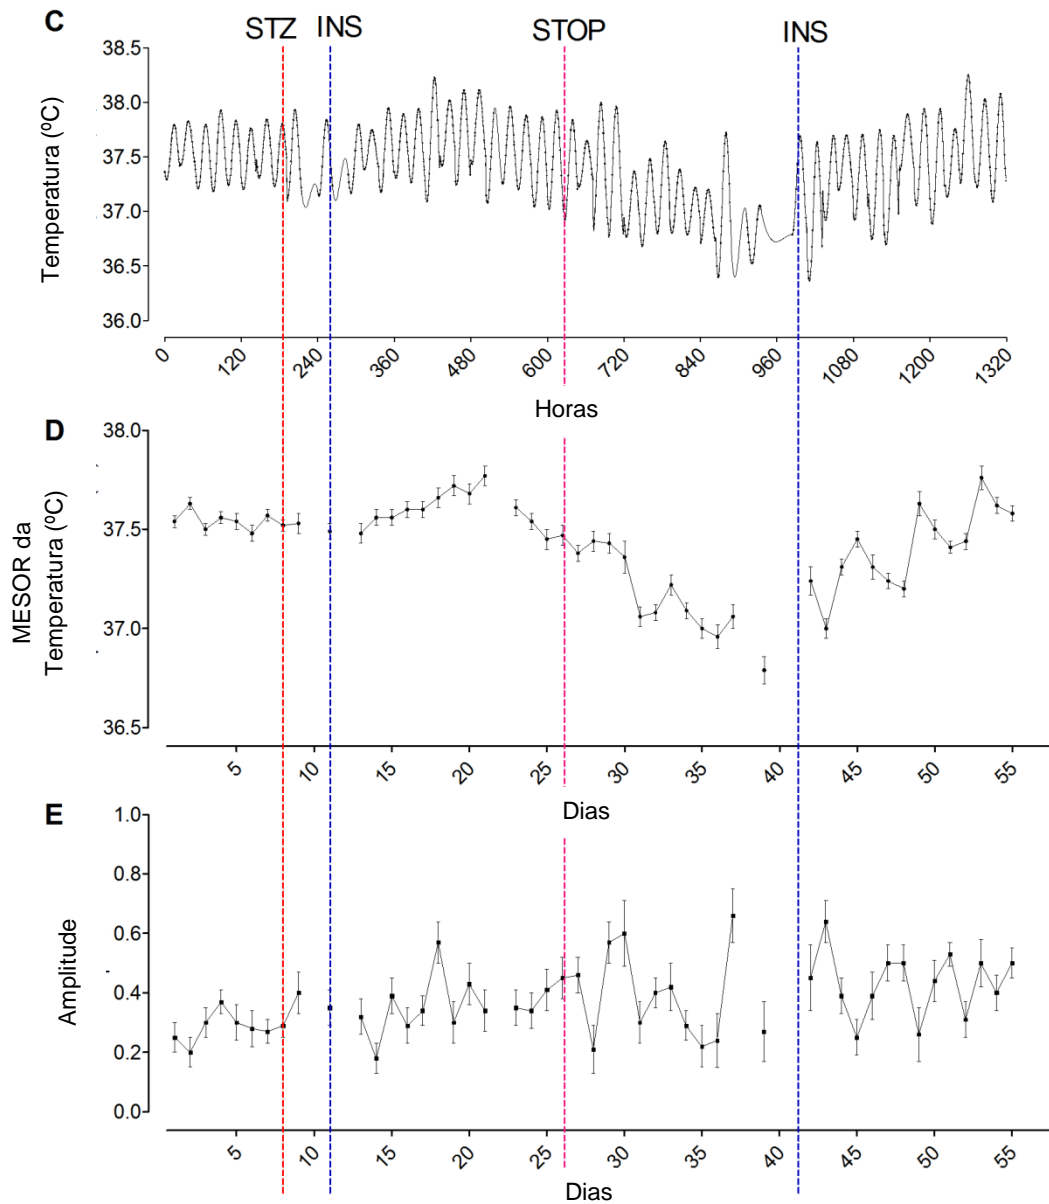 C
STZ INS STOP INS
38.5
38.0
37.5
37.0
36.5
36.0
Temperatura (ºC)
0 120 240 360 480 600 720 840 960 1080 1200 1320
Horas
D
38.0
37.5
37.0
36.5
MESOR da
Temperatura (ºC)
5 10 15 20 25 30 35 40 45 50 55
Dias
E
1.0
0.8
0.6
0.4
0.2
0.0
Amplitude
5 10 15 20 25 30 35 40 45 50 55
Dias